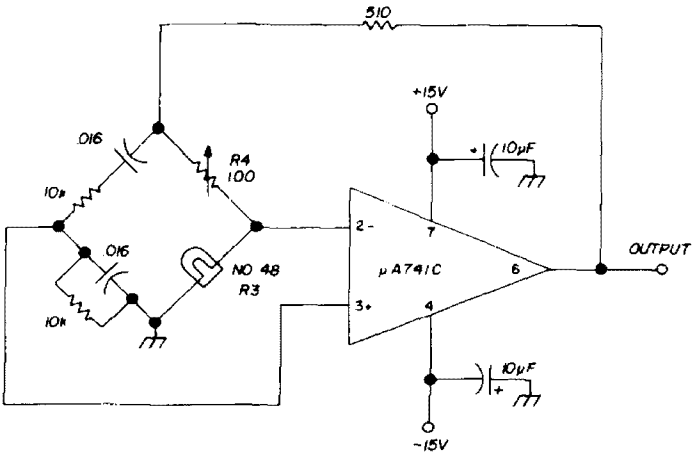 510
+15V
.016
R4
100
+ 10µF
10k
2-
7
NO 48
R3
µA741C
6
OUTPUT
.016
3+
4
10k
10µF
+
-15V